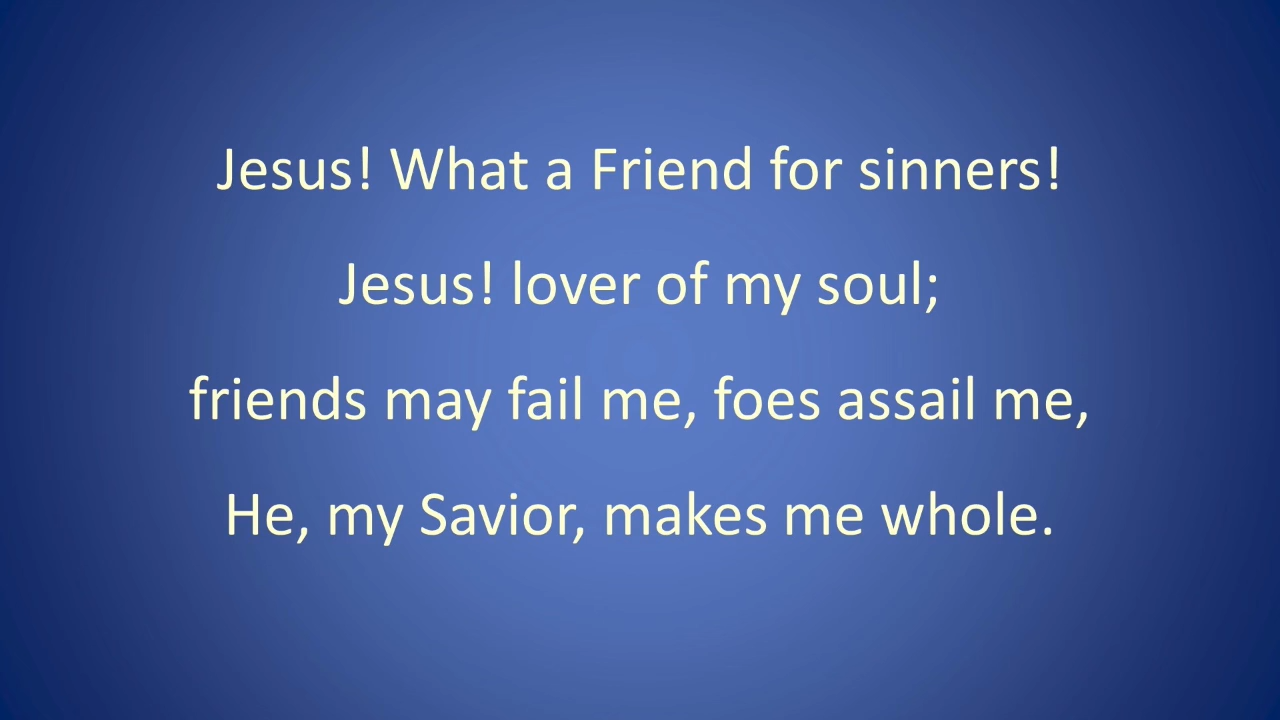 Jesus! What a Friend for sinners!
Jesus! lover of my soul;
friends may fail me, foes assail me,
He, my Savior, makes me whole.